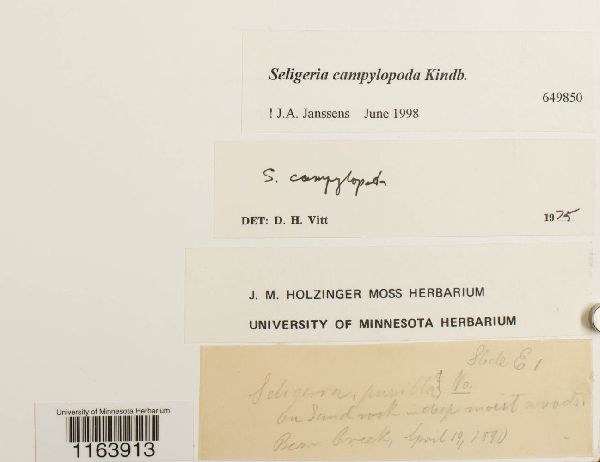 Seligeria campylopoda Kindb.
649850
! J.A. Janssens June 1998
S. campylopoda
DET: D. H. Vitt 1975
J. M. HOLZINGER MOSS HERBARIUM
UNIVERSITY OF MINNESOTA HERBARIUM
Slide E 1
Seligeria, pusilla
On Sandrock in deep moist woods.
Bear Creek, April 19, 1890
University of Minnesota Herbarium
1163913